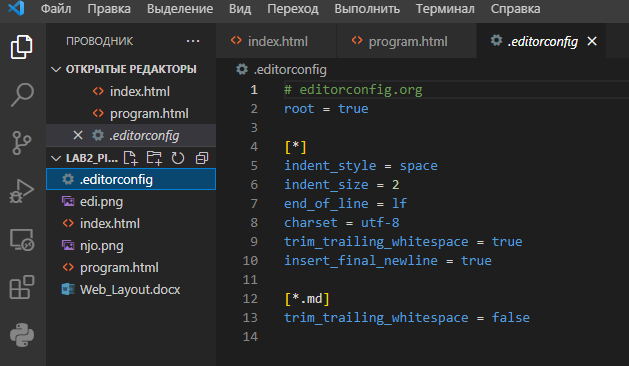 Файл Правка Выделение Вид Переход Выполнить Терминал Справка
ПРОВОДНИК
ОТКРЫТЫЕ РЕДАКТОРЫ
index.html
program.html
.editorconfig
LAB2_PI...
.editorconfig
edi.png
index.html
njo.png
program.html
Web_Layout.docx
index.html program.html .editorconfig
.editorconfig
1 # editorconfig.org
2 root = true
3
4 [*]
5 indent_style = space
6 indent_size = 2
7 end_of_line = lf
8 charset = utf-8
9 trim_trailing_whitespace = true
10 insert_final_newline = true
11
12 [*.md]
13 trim_trailing_whitespace = false
14